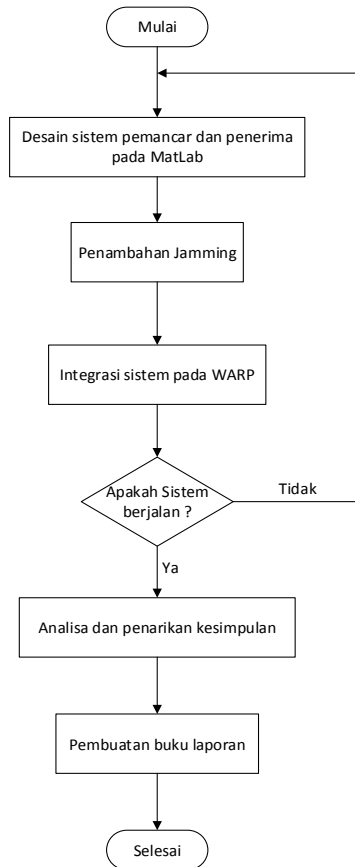 Mulai
Desain sistem pemancar dan penerima
pada MatLab
Penambahan Jamming
Integrasi sistem pada WARP
Apakah Sistem
berjalan ?
Tidak
Ya
Analisa dan penarikan kesimpulan
Pembuatan buku laporan
Selesai